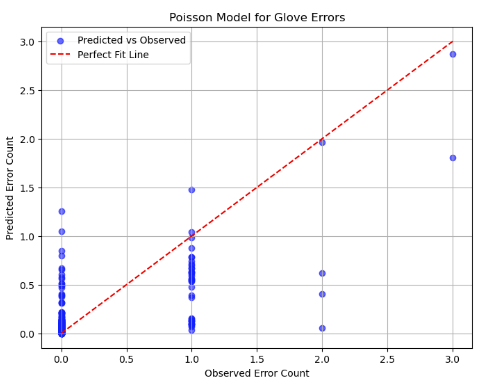 Poisson Model for Glove Errors
Predicted vs Observed
Perfect Fit Line
Predicted Error Count
3.0
2.5
2.0
1.5
1.0
0.5
0.0
0.0 0.5 1.0 1.5 2.0 2.5 3.0
Observed Error Count